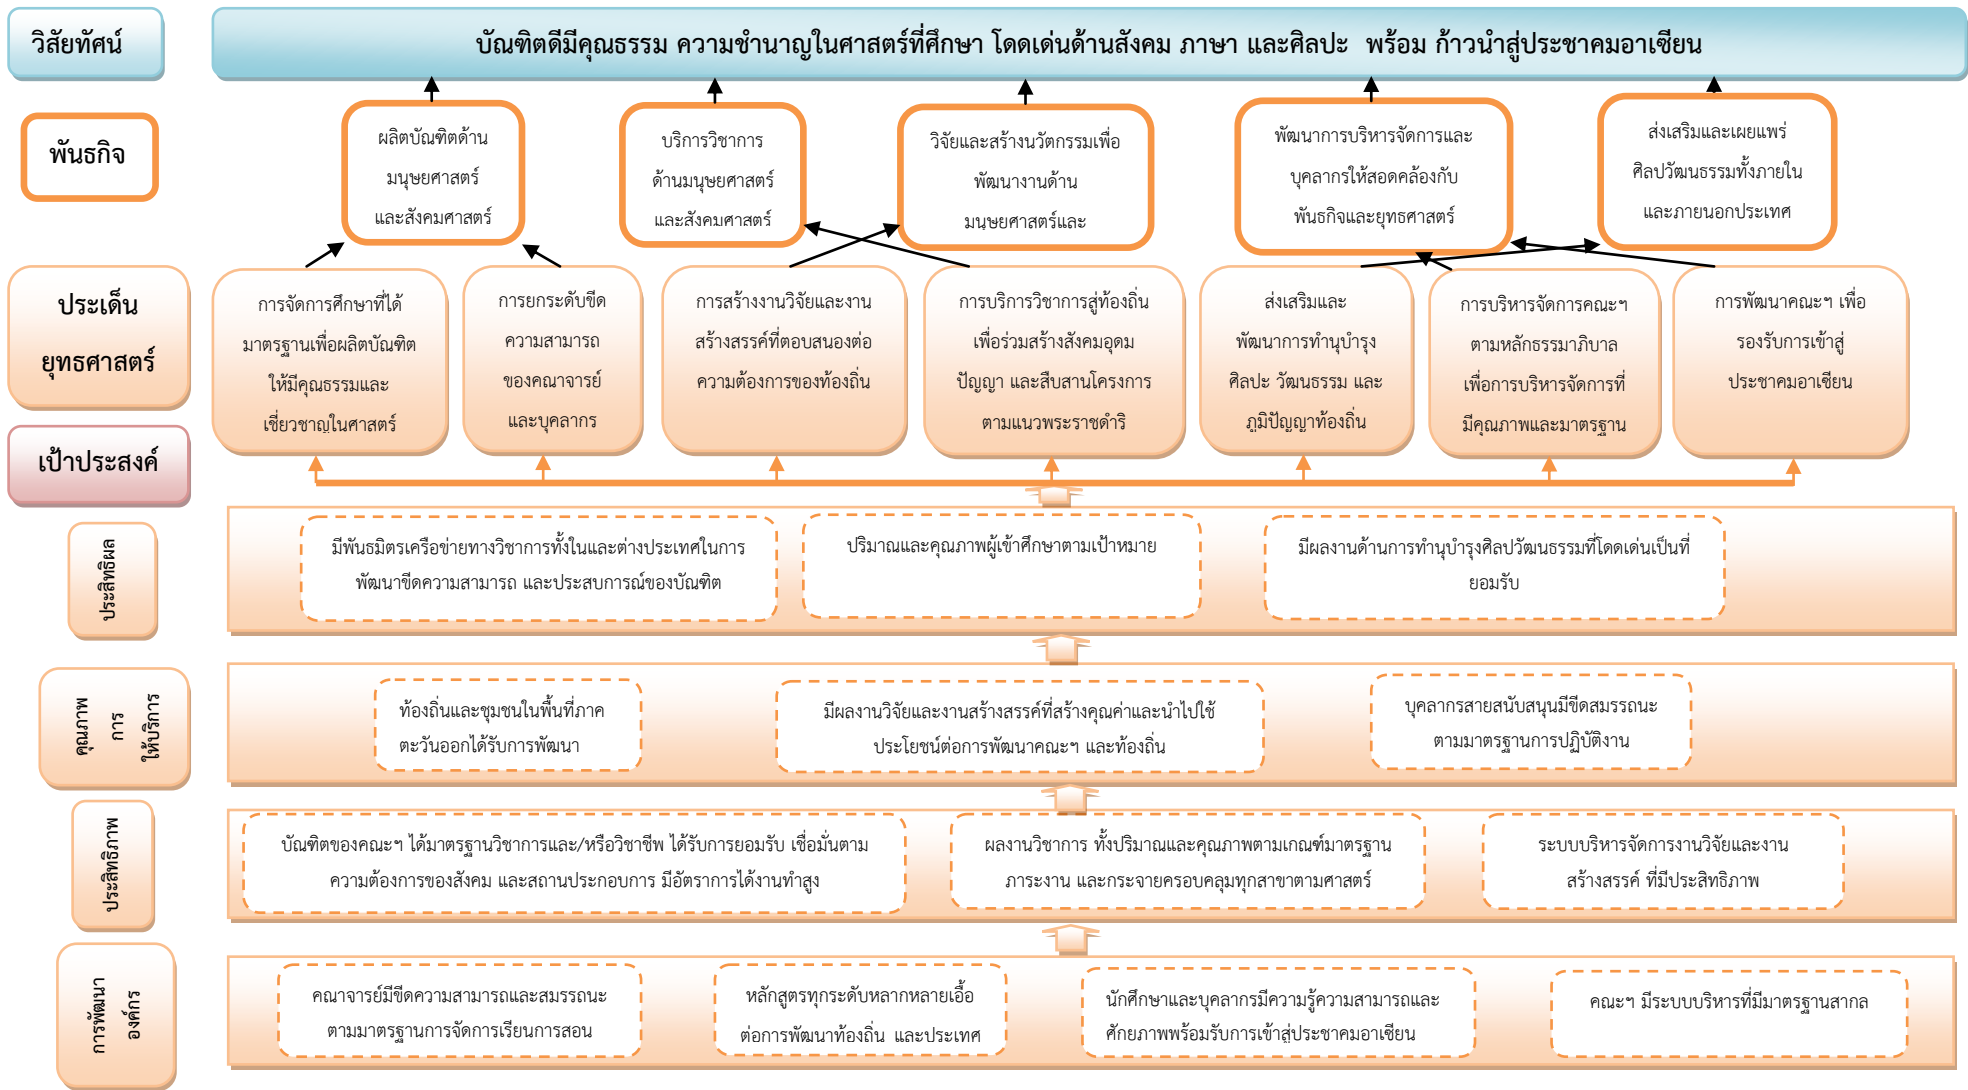 วิสัยทัศน์
บัณฑิตดีมีคุณธรรม ความชำนาญในศาสตร์ที่ศึกษา โดดเด่นด้านสังคม ภาษา และศิลปะ พร้อม ก้าวนำสู่ประชาคมอาเซียน
พันธกิจ
ผลิตบัณฑิตด้าน
มนุษยศาสตร์
และสังคมศาสตร์
บริการวิชาการ
ด้านมนุษยศาสตร์
และสังคมศาสตร์
วิจัยและสร้างนวัตกรรมเพื่อ
พัฒนางานด้าน
มนุษยศาสตร์และ
พัฒนาการบริหารจัดการและ
บุคลากรให้สอดคล้องกับ
พันธกิจและยุทธศาสตร์
ส่งเสริมและเผยแพร่
ศิลปวัฒนธรรมทั้งภายใน
และภายนอกประเทศ
ประเด็น
ยุทธศาสตร์
การจัดการศึกษาที่ได้
มาตรฐานเพื่อผลิตบัณฑิต
ให้มีคุณธรรมและ
เชี่ยวชาญในศาสตร์
การยกระดับขีด
ความสามารถ
ของคณาจารย์
และบุคลากร
การสร้างงานวิจัยและงาน
สร้างสรรค์ที่ตอบสนองต่อ
ความต้องการของท้องถิ่น
การบริการวิชาการสู่ท้องถิ่น
เพื่อร่วมสร้างสังคมอุดม
ปัญญา และสืบสานโครงการ
ตามแนวพระราชดำริ
ส่งเสริมและ
พัฒนาการทำนุบำรุง
ศิลปะ วัฒนธรรม และ
ภูมิปัญญาท้องถิ่น
การบริหารจัดการคณะฯ
ตามหลักธรรมาภิบาล
เพื่อการบริหารจัดการที่
มีคุณภาพและมาตรฐาน
การพัฒนาคณะฯ เพื่อ
รองรับการเข้าสู่
ประชาคมอาเซียน
เป้าประสงค์
ประสิทธิผล
มีพันธมิตรเครือข่ายทางวิชาการทั้งในและต่างประเทศในการ
พัฒนาขีดความสามารถ และประสบการณ์ของบัณฑิต
ปริมาณและคุณภาพผู้เข้าศึกษาตามเป้าหมาย
มีผลงานด้านการทำนุบำรุงศิลปวัฒนธรรมที่โดดเด่นเป็นที่
ยอมรับ
คุณภาพ
การ
ให้บริการ
ท้องถิ่นและชุมชนในพื้นที่ภาค
ตะวันออกได้รับการพัฒนา
มีผลงานวิจัยและงานสร้างสรรค์ที่สร้างคุณค่าและนำไปใช้
ประโยชน์ต่อการพัฒนาคณะฯ และท้องถิ่น
บุคลากรสายสนับสนุนมีขีดสมรรถนะ
ตามมาตรฐานการปฏิบัติงาน
ประสิทธิภาพ
บัณฑิตของคณะฯ ได้มาตรฐานวิชาการและ/หรือวิชาชีพ ได้รับการยอมรับ เชื่อมั่นตาม
ความต้องการของสังคม และสถานประกอบการ มีอัตราการได้งานทำสูง
ผลงานวิชาการ ทั้งปริมาณและคุณภาพตามเกณฑ์มาตรฐาน
ภาระงาน และกระจายครอบคลุมทุกสาขาตามศาสตร์
ระบบบริหารจัดการงานวิจัยและงาน
สร้างสรรค์ ที่มีประสิทธิภาพ
การพัฒนา
องค์กร
คณาจารย์มีขีดความสามารถและสมรรถนะ
ตามมาตรฐานการจัดการเรียนการสอน
หลักสูตรทุกระดับหลากหลายเอื้อ
ต่อการพัฒนาท้องถิ่น และประเทศ
นักศึกษาและบุคลากรมีความรู้ความสามารถและ
ศักยภาพพร้อมรับการเข้าสู่ประชาคมอาเซียน
คณะฯ มีระบบบริหารที่มีมาตรฐานสากล